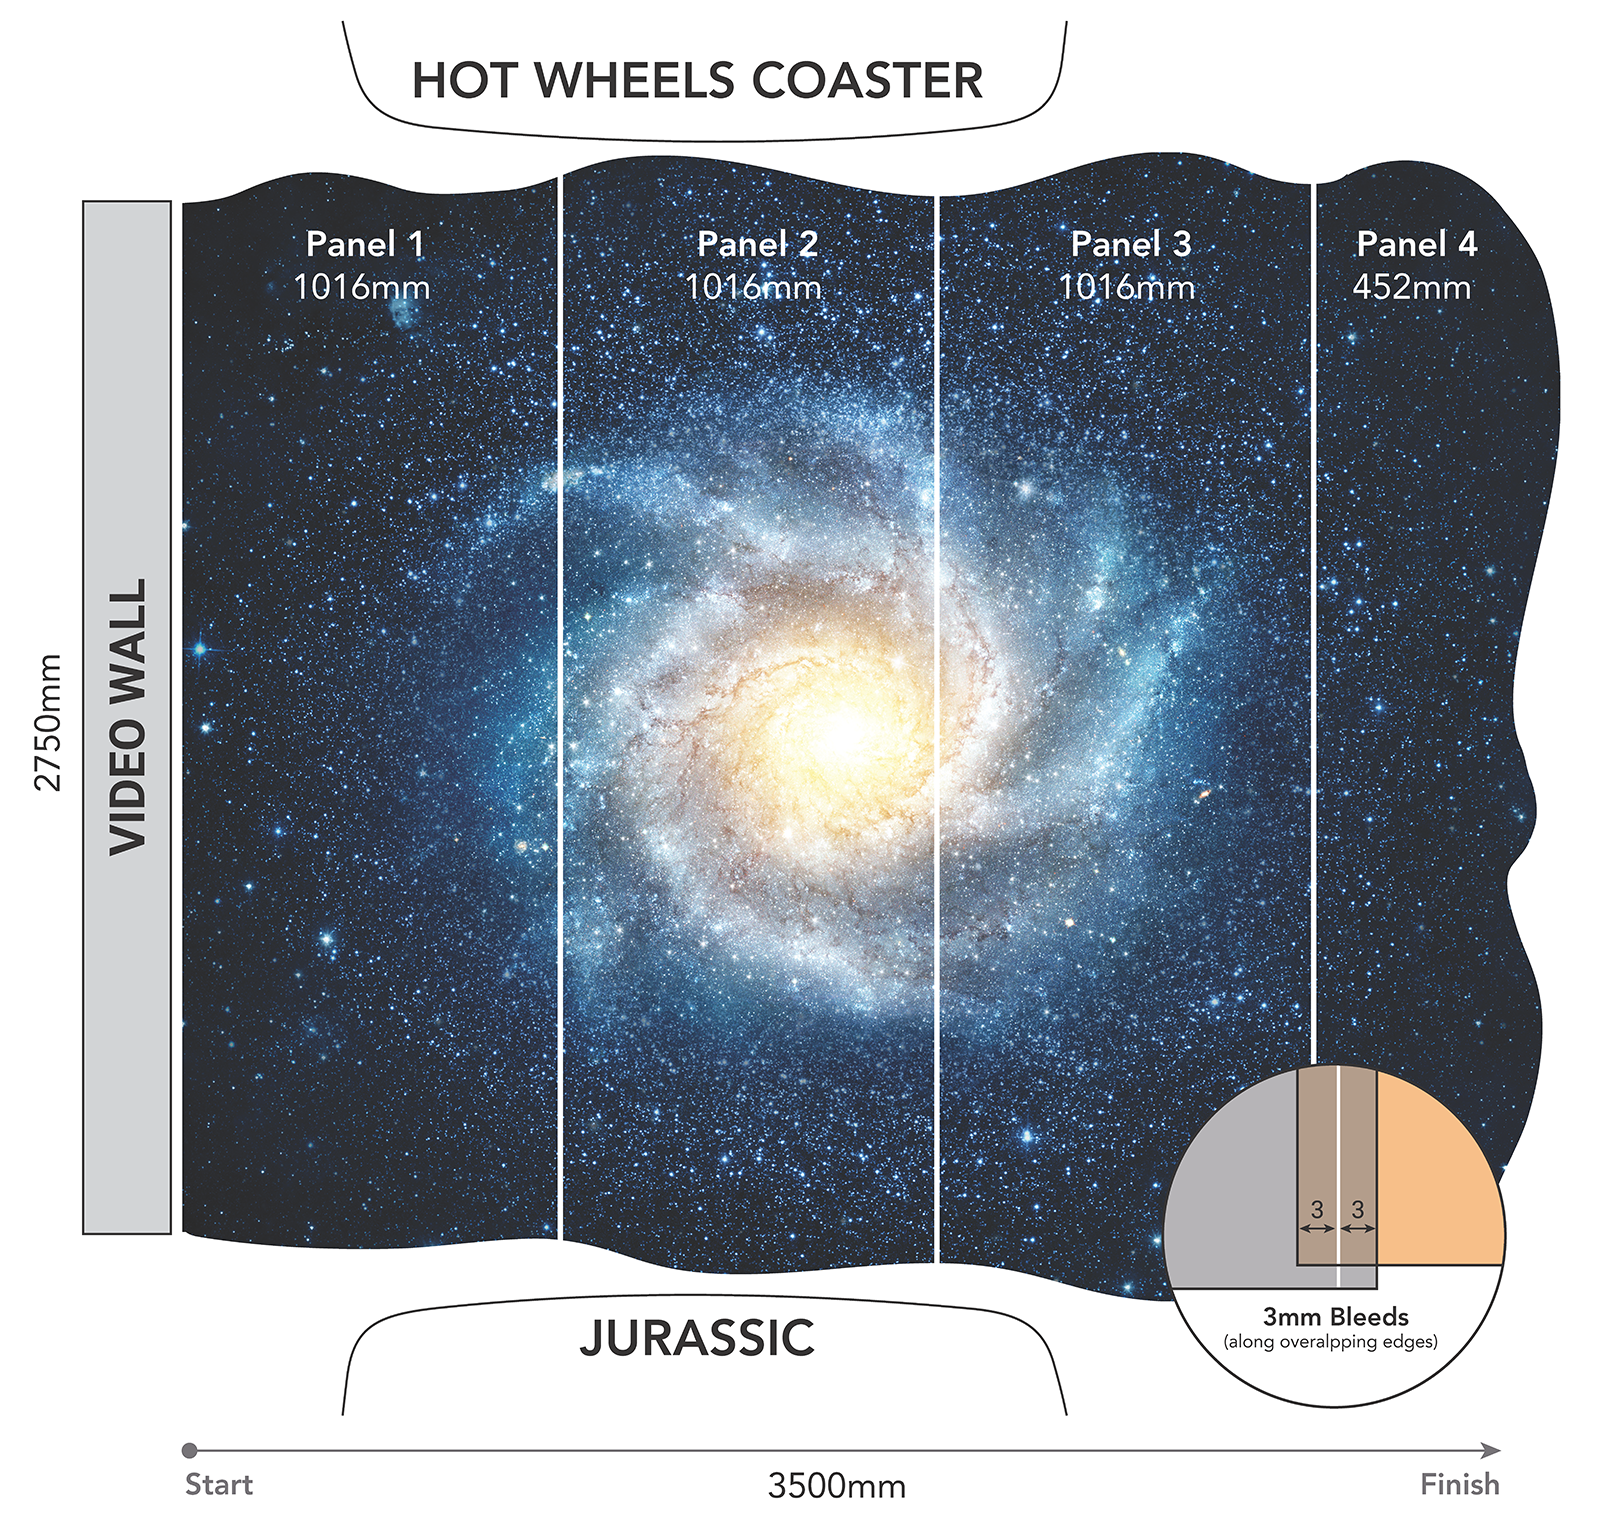 HOT WHEELS COASTER
Panel 1
1016mm
Panel 2
1016mm
Panel 3
1016mm
Panel 4
452mm
VIDEO WALL
2750mm
3
3
3mm Bleeds
(along overalpping edges)
JURASSIC
Start
3500mm
Finish